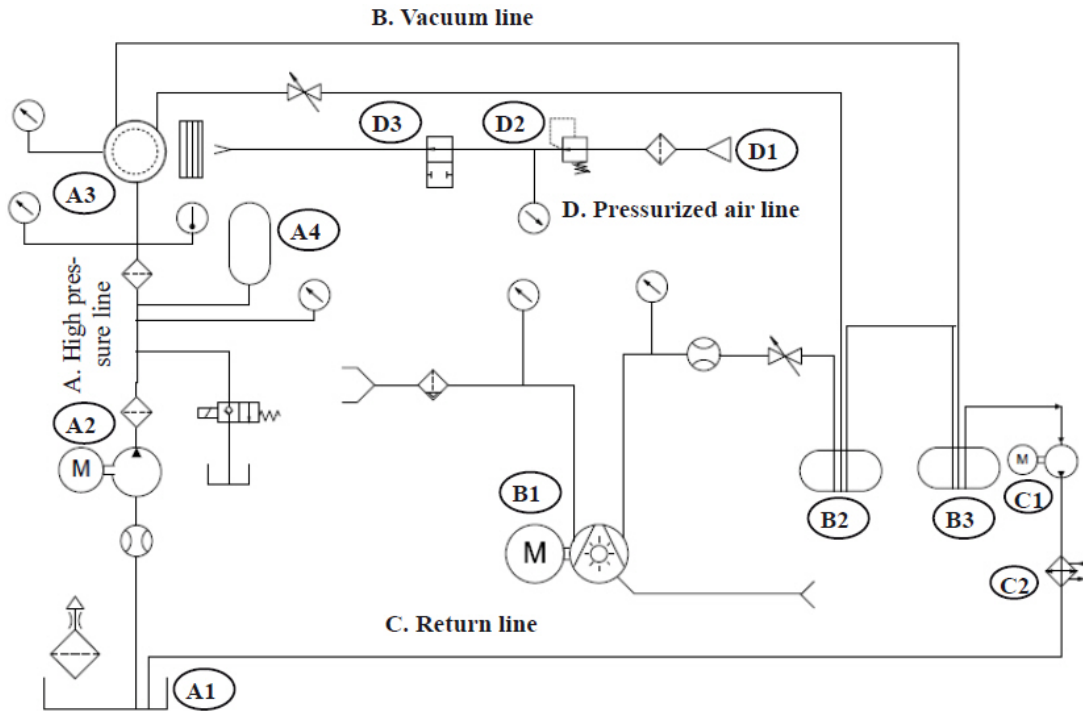 B. Vacuum line
D3
D2
D1
A3
D. Pressurized air line
A4
A. High pres-
sure line
A2
M
B1
M
B2
B3
M
C1
C2
C. Return line
A1